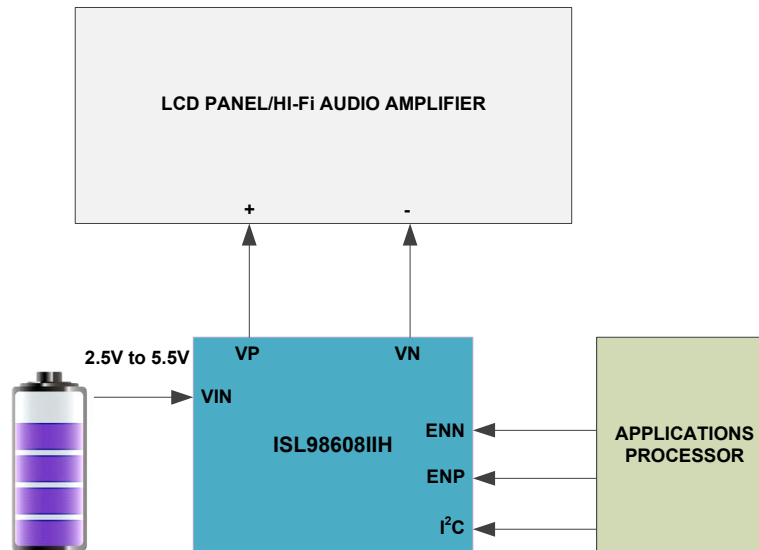 LCD PANEL/HI-Fi AUDIO AMPLIFIER
+ -
2.5V to 5.5V
VP VN
VIN
ISL98608IIH
ENN
ENP
I²C
APPLICATIONS
PROCESSOR